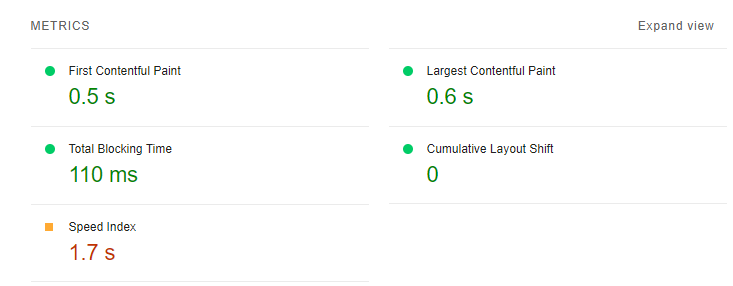 METRICS
Expand view
First Contentful Paint
0.5 s
Largest Contentful Paint
0.6 s
Total Blocking Time
110 ms
Cumulative Layout Shift
0
Speed Index
1.7 s